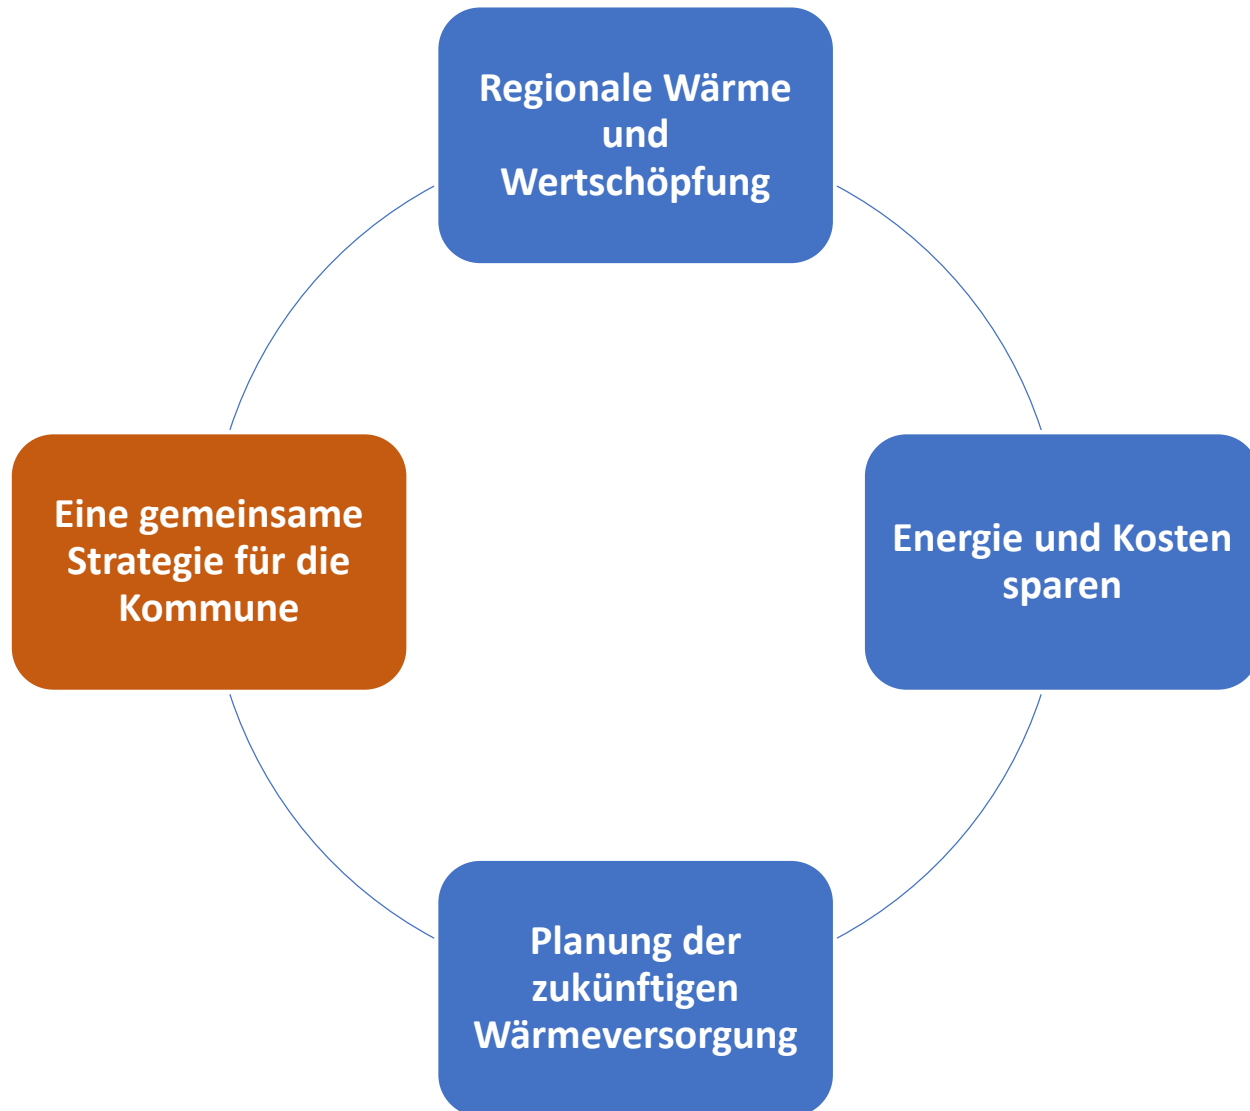 Regionale Wärme
und
Wertschöpfung
Eine gemeinsame
Strategie für die
Kommune
Energie und Kosten
sparen
Planung der
zukünftigen
Wärmeversorgung